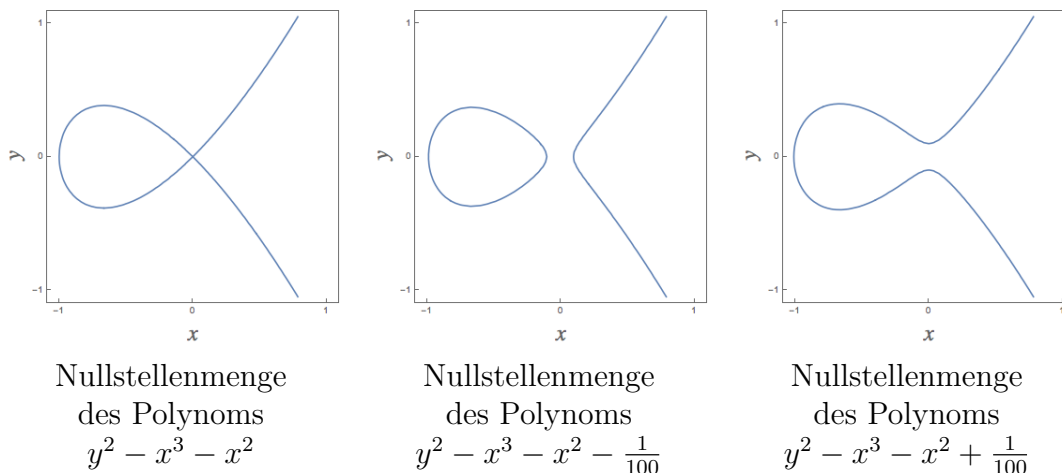 1
0
−1
−1
0
1
y
x
Nullstellenmenge
des Polynoms
y² − x³ − x²
1
0
−1
−1
0
1
y
x
Nullstellenmenge
des Polynoms
y² − x³ − x² − 1/100
1
0
−1
−1
0
1
y
x
Nullstellenmenge
des Polynoms
y² − x³ − x² + 1/100